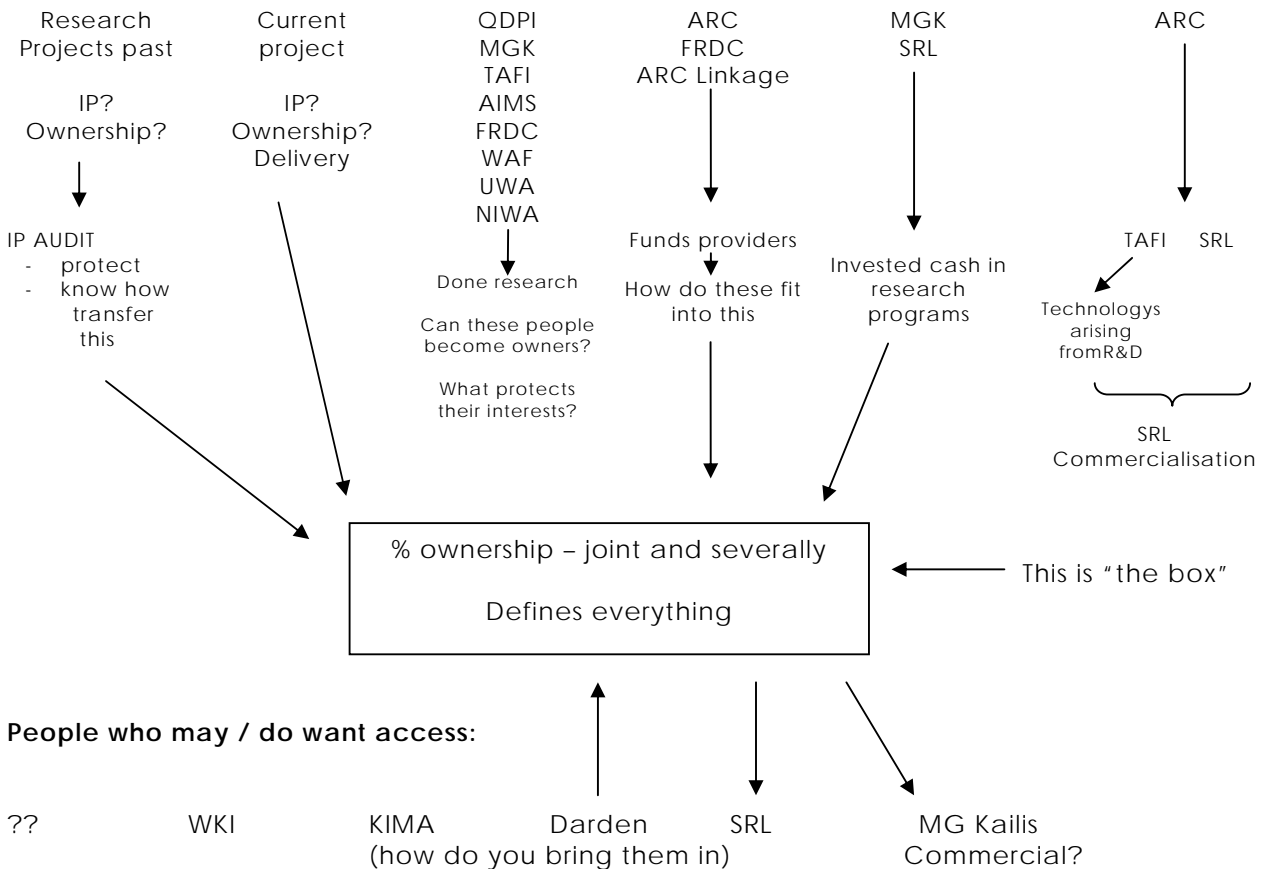 Research
Projects past
IP?
Ownership?
IP AUDIT
- protect
- know how
transfer
this
Current
project
IP?
Ownership?
Delivery
QDPI
MGK
TAFI
AIMS
FRDC
WAF
UWA
NIWA
Done research
Can these people
become owners?
What protects
their interests?
ARC
FRDC
ARC Linkage
Funds providers
How do these fit
into this
MGK
SRL
Invested cash in
research
programs
ARC
TAFI SRL
Technologys
arising
fromR&D
SRL
Commercialisation
% ownership – joint and severally
Defines everything
This is “the box”
People who may / do want access:
?? WKI KIMA Darden SRL MG Kailis
(how do you bring them in) Commercial?